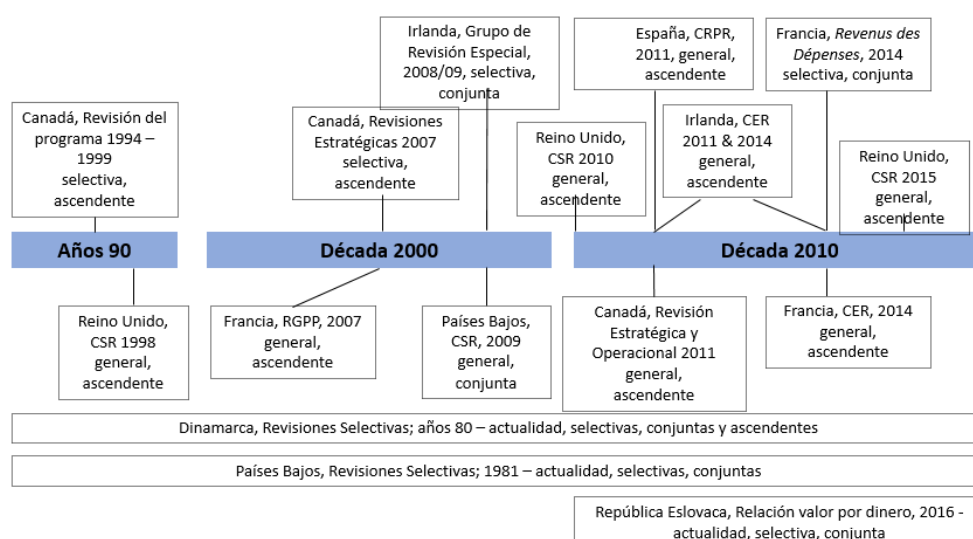 Irlanda, Grupo de
Revisión Especial,
2008/09, selectiva,
conjunta
España, CRPR,
2011, general,
ascendente
Francia, Revenus des
Dépenses, 2014
selectiva, conjunta
Canadá, Revisión del
programa 1994 –
1999
selectiva,
ascendente
Canadá, Revisiones
Estratégicas 2007
selectiva,
ascendente
Reino Unido,
CSR 2010
general,
ascendente
Irlanda, CER
2011 & 2014
general,
ascendente
Reino Unido,
CSR 2015
general,
ascendente
Años 90
Década 2000
Década 2010
Reino Unido,
CSR 1998
general,
ascendente
Francia, RGPP, 2007
general,
ascendente
Países Bajos,
CSR, 2009
general,
conjunta
Canadá, Revisión
Estratégica y
Operacional 2011
general,
ascendente
Francia, CER, 2014
general,
ascendente
Dinamarca, Revisiones Selectivas; años 80 – actualidad, selectivas, conjuntas y ascendentes
Países Bajos, Revisiones Selectivas; 1981 – actualidad, selectivas, conjuntas
República Eslovaca, Relación valor por dinero, 2016 -
actualidad, selectiva, conjunta